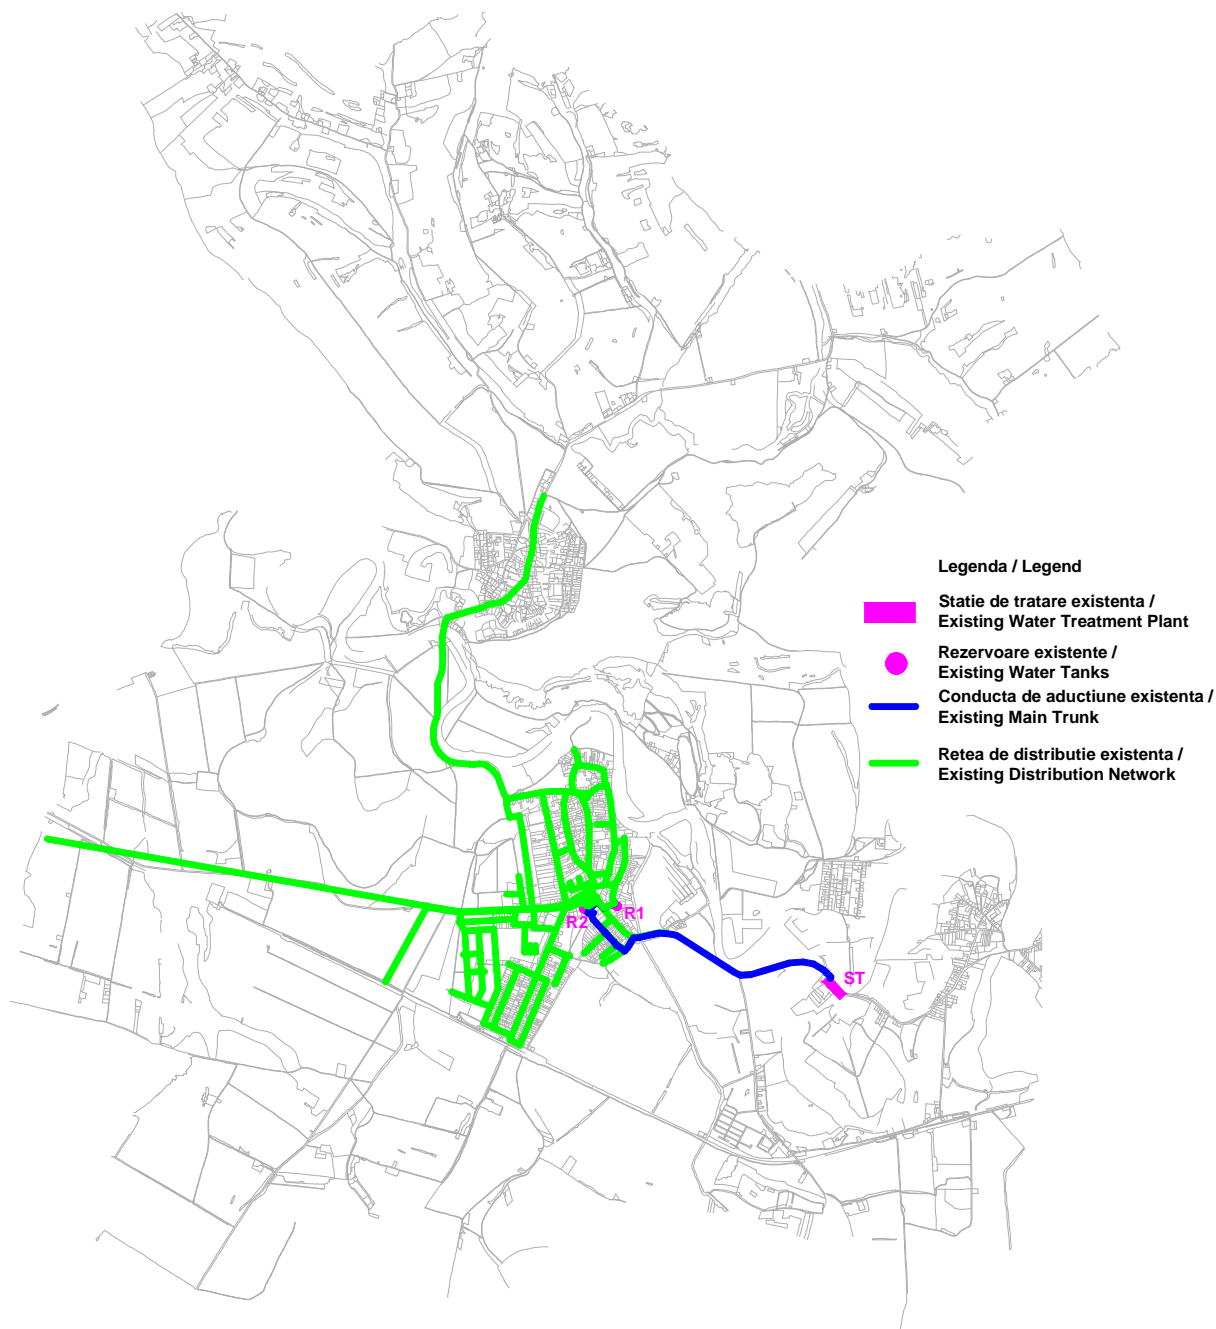 Legenda / Legend
Statie de tratare existenta /
Existing Water Treatment Plant
Rezervoare existente /
Existing Water Tanks
Conducta de aductiune existenta /
Existing Main Trunk
Retea de distributie existenta /
Existing Distribution Network
R1
R2
ST